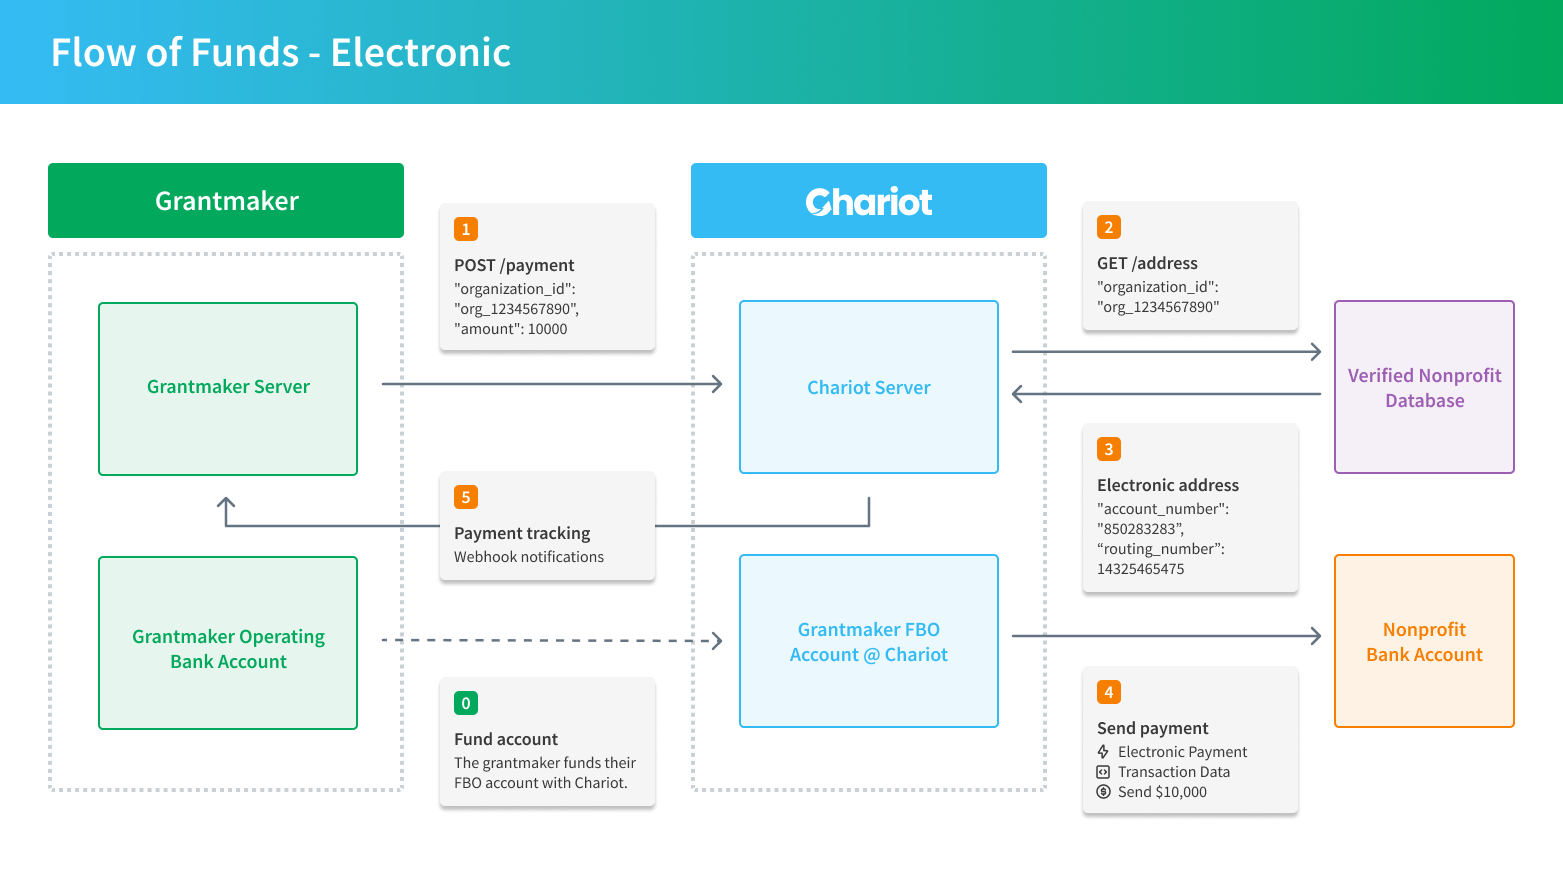 Flow of Funds - Electronic
Grantmaker
Chariot
1
POST /payment
"organization_id":
"org_1234567890",
"amount": 10000
2
GET /address
"organization_id":
"org_1234567890"
Grantmaker Server
Chariot Server
Verified Nonprofit
Database
3
Electronic address
"account_number":
"850283283”,
“routing_number”:
14325465475
5
Payment tracking
Webhook notifications
Grantmaker Operating
Bank Account
Grantmaker FBO
Account @ Chariot
Nonprofit
Bank Account
0
Fund account
The grantmaker funds their
FBO account with Chariot.
4
Send payment
Electronic Payment
Transaction Data
Send $10,000